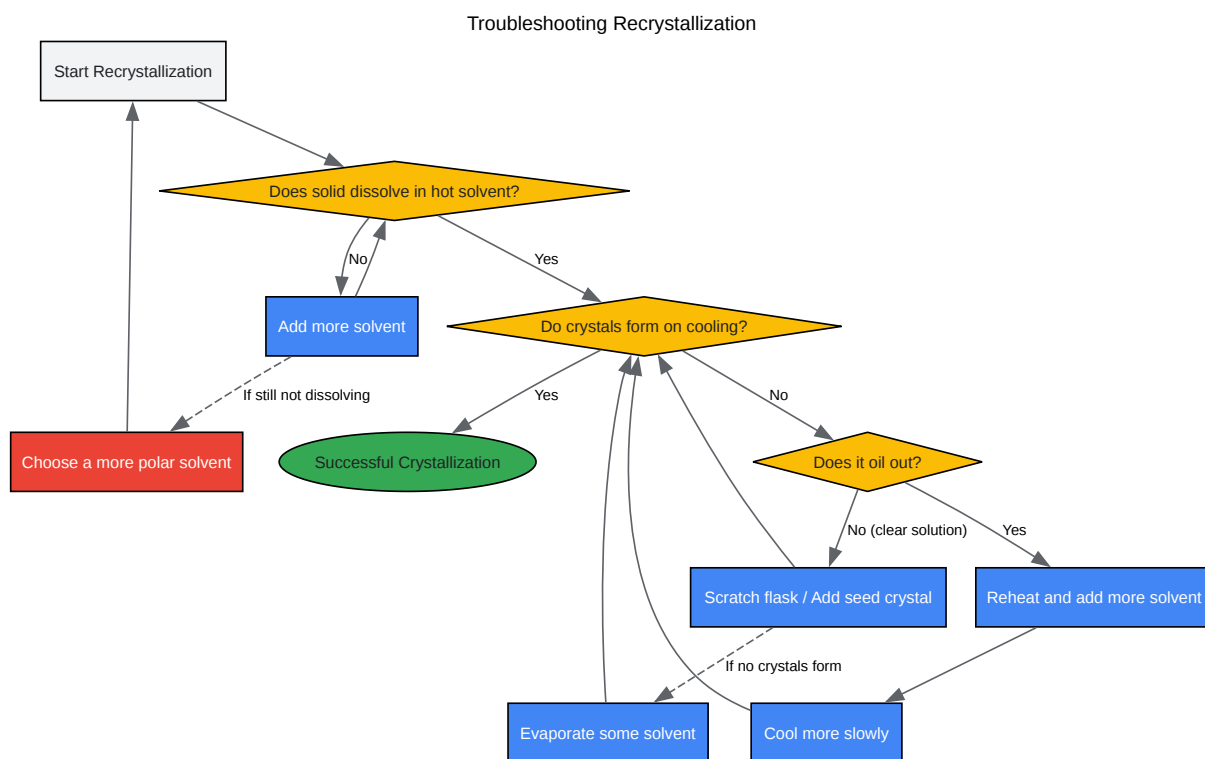 Troubleshooting Recrystallization
Start Recrystallization
Does solid dissolve in hot solvent?
No
Yes
Add more solvent
Do crystals form on cooling?
If still not dissolving
Yes
No
Choose a more polar solvent
Successful Crystallization
Does it oil out?
No (clear solution)
Yes
Scratch flask / Add seed crystal
Reheat and add more solvent
If no crystals form
Evaporate some solvent
Cool more slowly